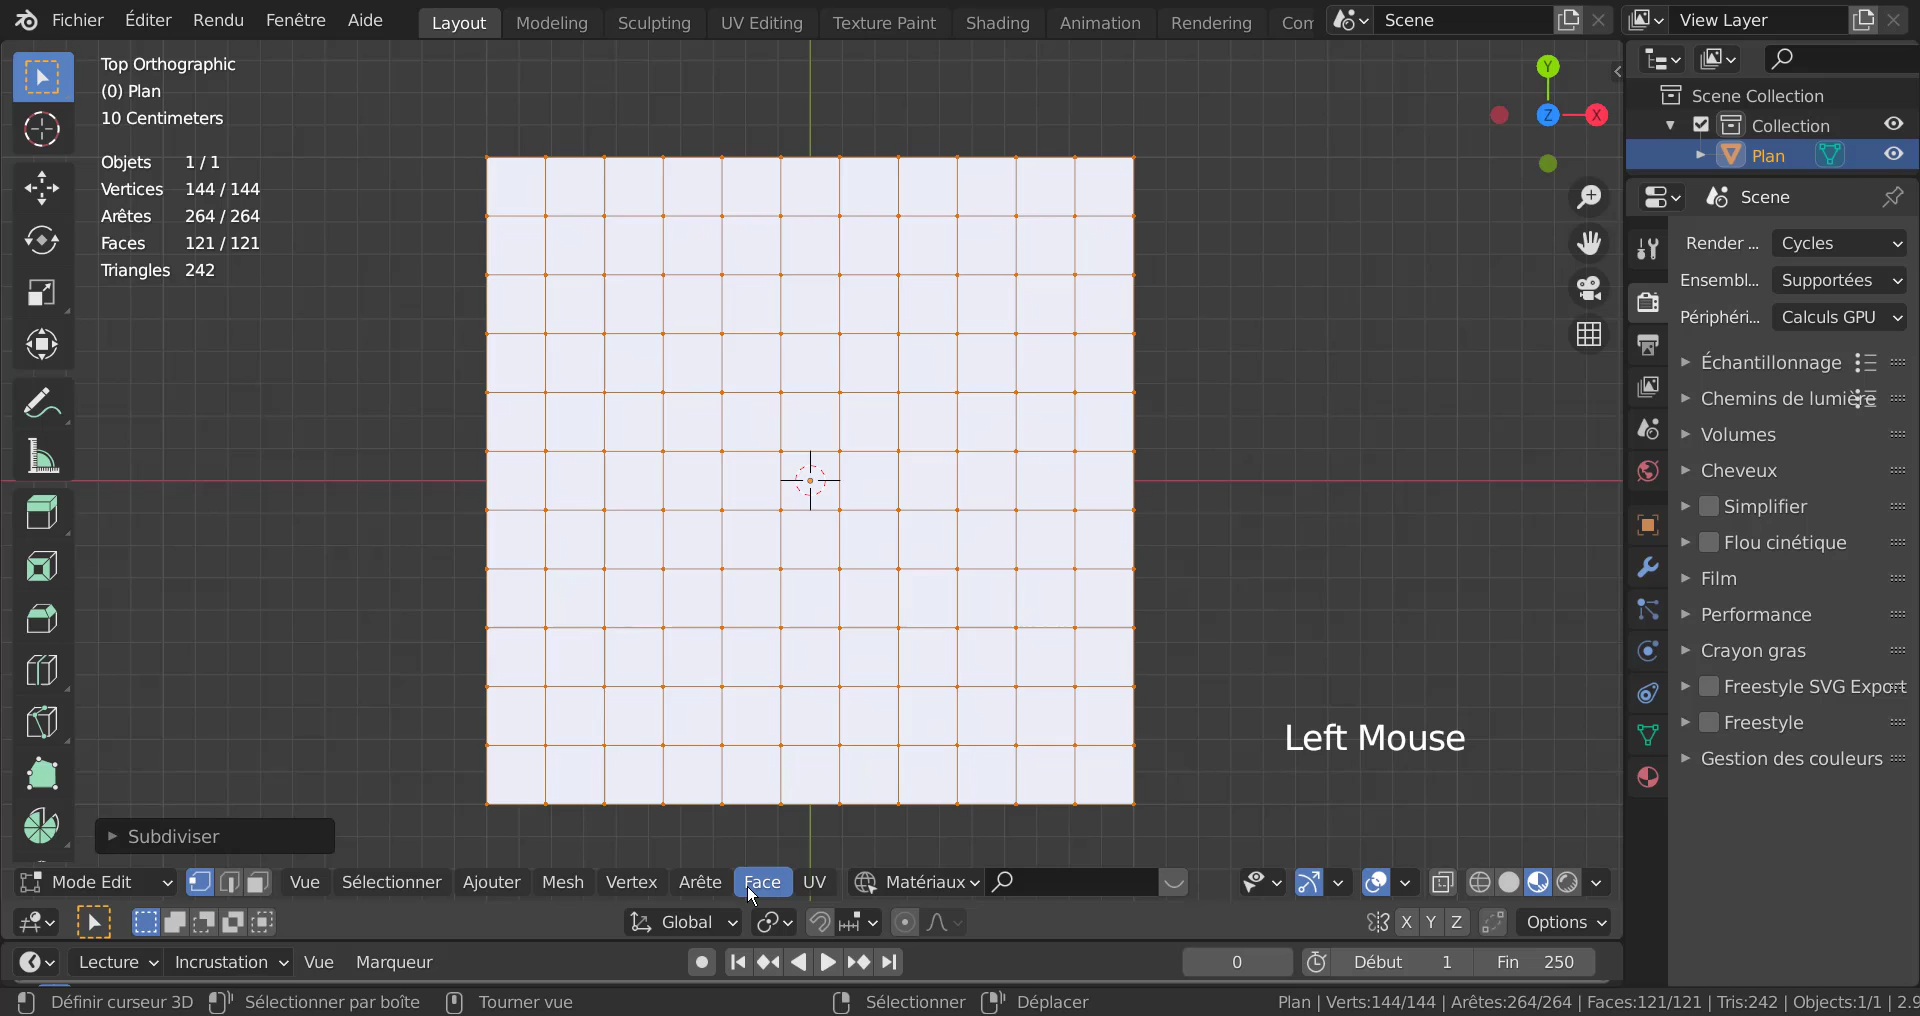 Fichier Éditer Rendu Fenêtre Aide Layout Modeling Sculpting UV Editing Texture Paint Shading Animation Rendering Com Scene View Layer
Top Orthographic
(0) Plan
10 Centimeters
Objets 1 / 1
Vertices 144 / 144
Arêtes 264 / 264
Faces 121 / 121
Triangles 242
Y
Z
X
Scene Collection
Collection
Plan
Scene
Render ... Cycles
Ensembl... Supportées
Périphéri... Calculs GPU
Échantillonnage
Chemins de lumière
Volumes
Cheveux
Simplifier
Flou cinétique
Film
Performance
Crayon gras
Freestyle SVG Export
Freestyle
Gestion des couleurs
Left Mouse
Subdiviser
Mode Edit Vue Sélectionner Ajouter Mesh Vertex Arête Face UV Matériaux
Global X Y Z Options
Lecture Incrustation Vue Marqueur 0 Début 1 Fin 250
Définir curseur 3D Sélectionner par boîte Tourner vue Sélectionner Déplacer Plan | Verts:144/144 | Arêtes:264/264 | Faces:121/121 | Tris:242 | Objects:1/1 | 2.9